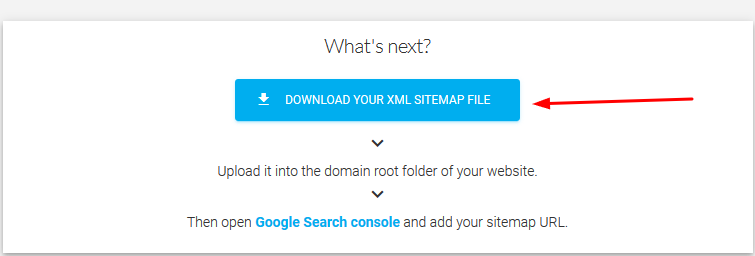 What's next?
DOWNLOAD YOUR XML SITEMAP FILE
Upload it into the domain root folder of your website.
Then open Google Search console and add your sitemap URL.